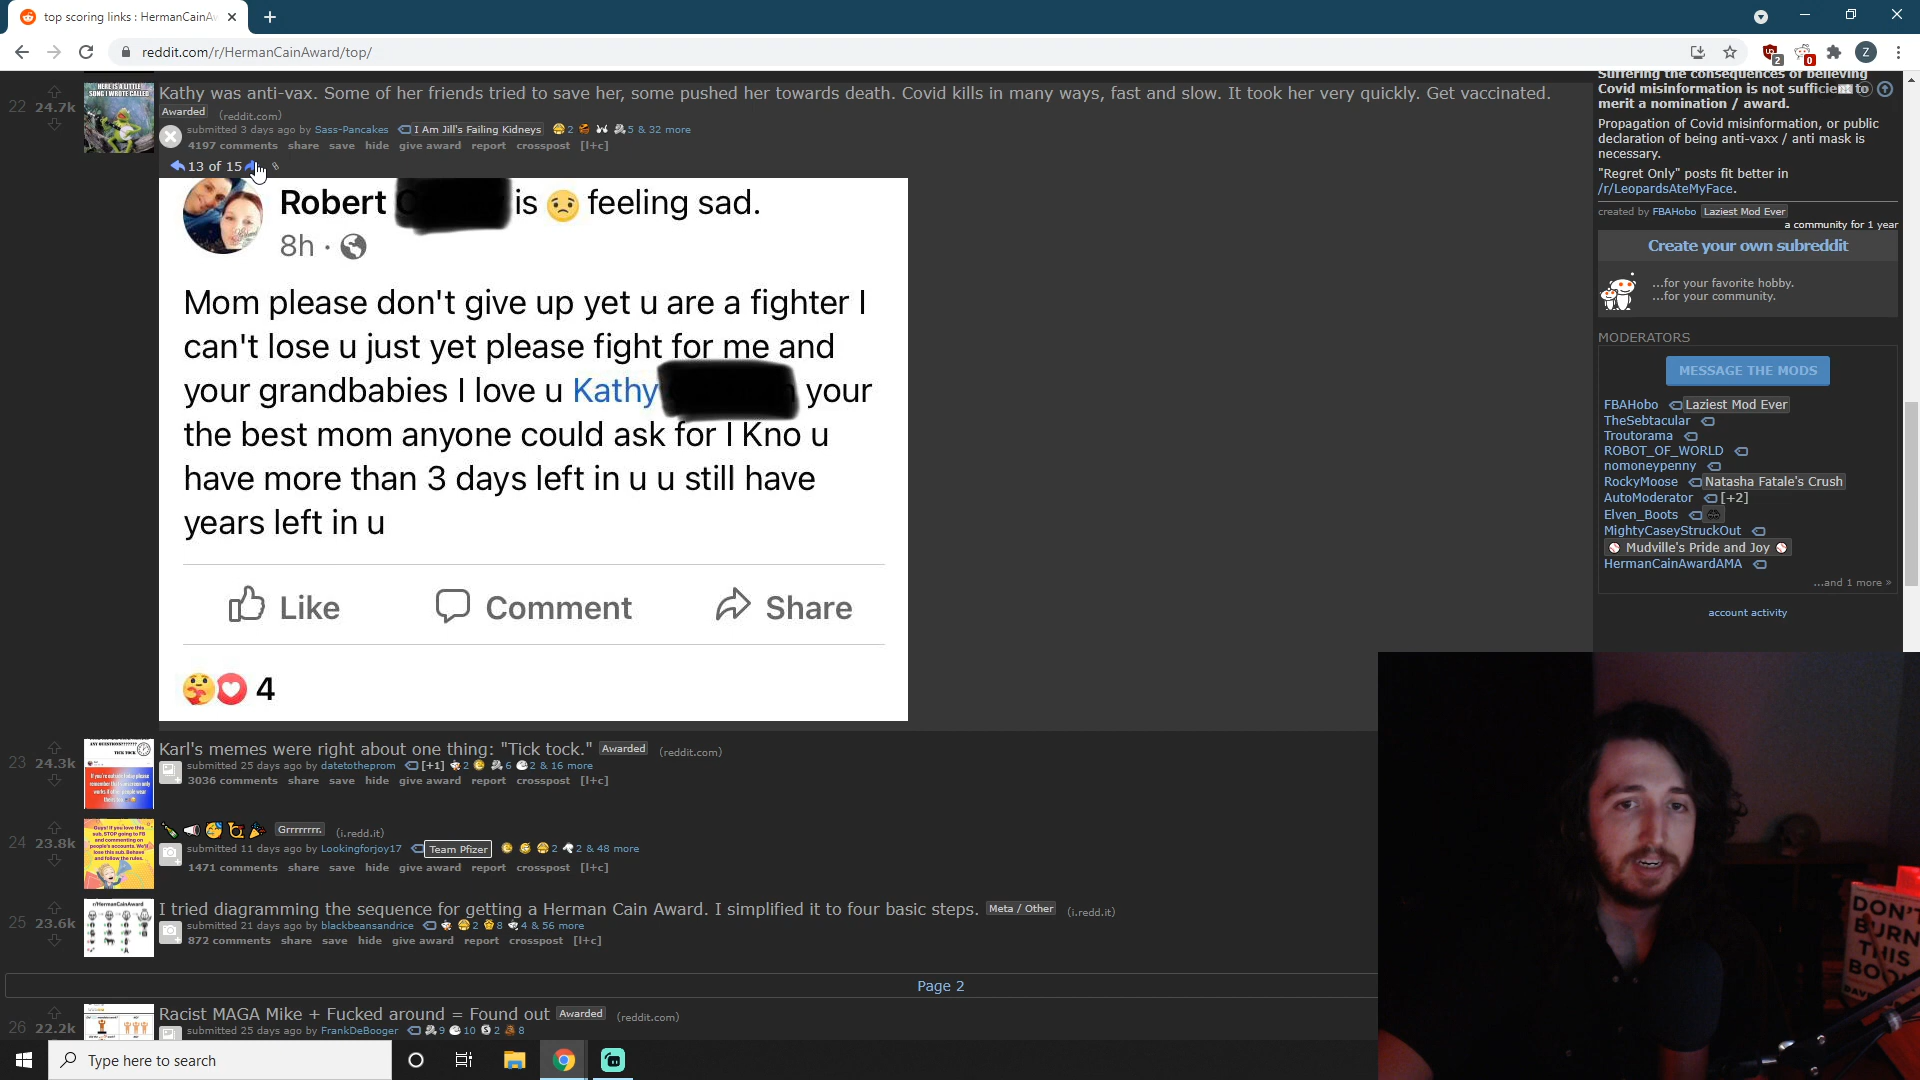 top scoring links : HermanCainAw
reddit.com/r/HermanCainAward/top/
Z
2
0
22
24.7k
HERE IS A LITTLE
SONG I WROTE CALLED
Kathy was anti-vax. Some of her friends tried to save her, some pushed her towards death. Covid kills in many ways, fast and slow. It took her very quickly. Get vaccinated.
Awarded (reddit.com)
submitted 3 days ago by Sass-Pancakes I Am Jill's Failing Kidneys 2 5 & 32 more
4197 comments share save hide give award report crosspost [l+c]
13 of 15
Robert is feeling sad.
8h ·
Mom please don't give up yet u are a fighter I
can't lose u just yet please fight for me and
your grandbabies I love u Kathy your
the best mom anyone could ask for I Kno u
have more than 3 days left in u u still have
years left in u
Like Comment Share
4
23
24.3k
Karl's memes were right about one thing: "Tick tock." Awarded (reddit.com)
submitted 25 days ago by datetotheprom [+1] 2 6 2 & 16 more
3036 comments share save hide give award report crosspost [l+c]
24
23.8k
Grrrrrrr. (i.redd.it)
submitted 11 days ago by Lookingforjoy17 Team Pfizer 2 2 & 48 more
1471 comments share save hide give award report crosspost [l+c]
25
23.6k
r/HermanCainAward
I tried diagramming the sequence for getting a Herman Cain Award. I simplified it to four basic steps. Meta / Other (i.redd.it)
submitted 21 days ago by blackbeansandrice 2 8 4 & 56 more
872 comments share save hide give award report crosspost [l+c]
Page 2
26
22.2k
Racist MAGA Mike + Fucked around = Found out Awarded (reddit.com)
submitted 25 days ago by FrankDeBooger 9 10 2 8
Suffering the consequences of believing
Covid misinformation is not sufficient to
merit a nomination / award.
Propagation of Covid misinformation, or public
declaration of being anti-vaxx / anti mask is
necessary.
"Regret Only" posts fit better in
/r/LeopardsAteMyFace.
created by FBAHobo Laziest Mod Ever
a community for 1 year
Create your own subreddit
...for your favorite hobby.
...for your community.
MODERATORS
MESSAGE THE MODS
FBAHobo Laziest Mod Ever
TheSebtacular
Troutorama
ROBOT_OF_WORLD
nomoneypenny
RockyMoose Natasha Fatale's Crush
AutoModerator [+2]
Elven_Boots
MightyCaseyStruckOut
Mudville's Pride and Joy
HermanCainAwardAMA
...and 1 more »
account activity
DON'T
BURN
THIS
BOOK
Type here to search